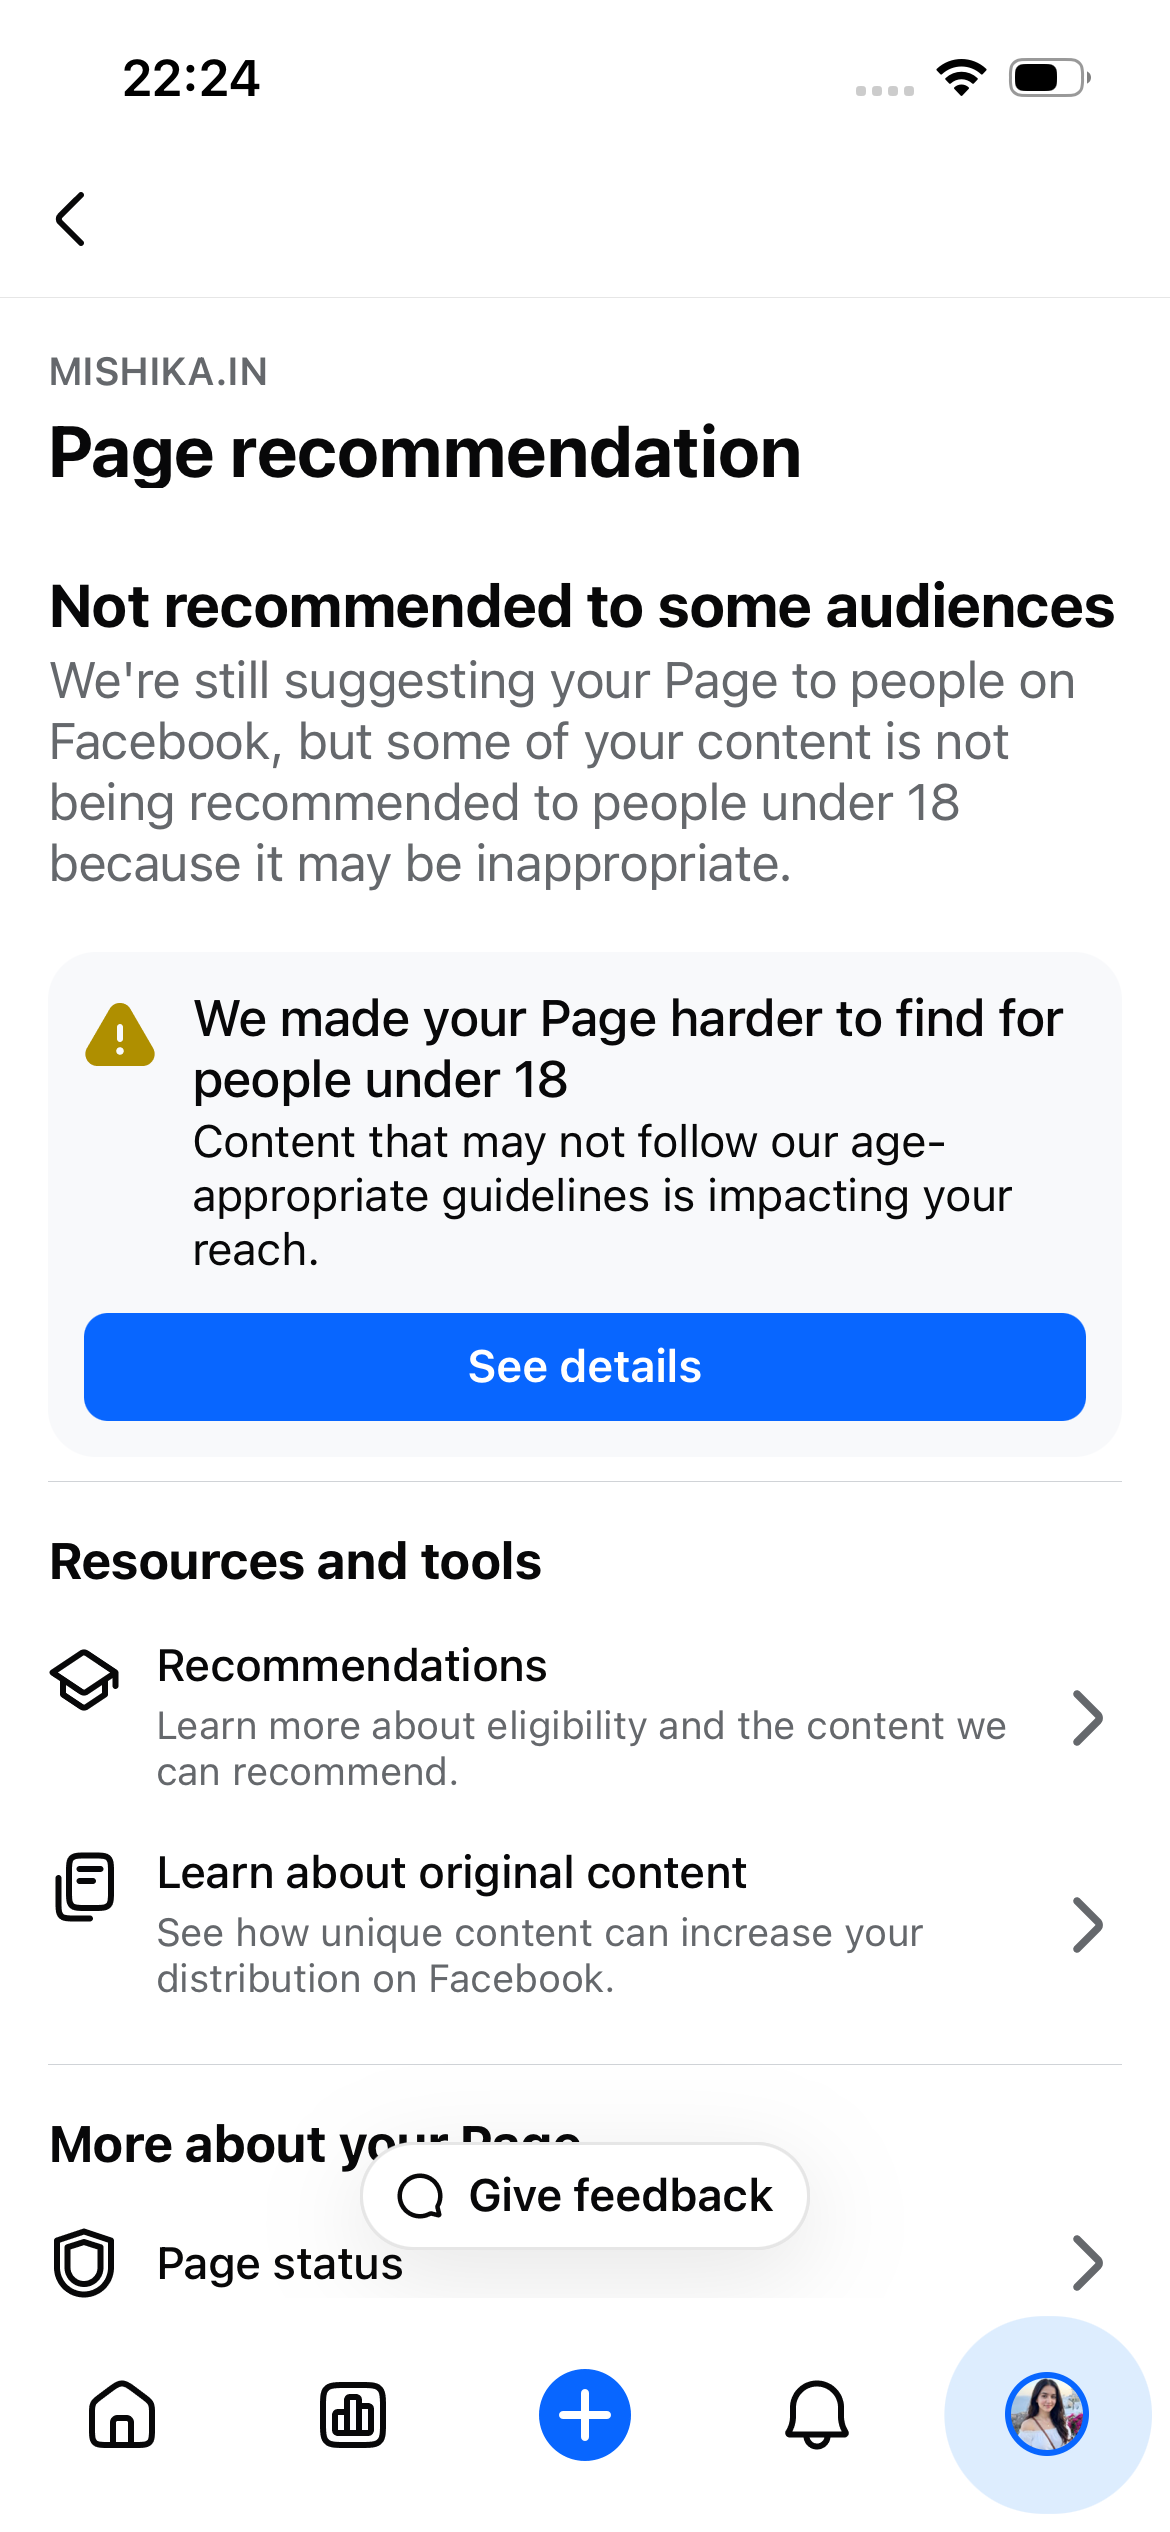 22:24
MISHIKA.IN
Page recommendation
Not recommended to some audiences
We're still suggesting your Page to people on
Facebook, but some of your content is not
being recommended to people under 18
because it may be inappropriate.
We made your Page harder to find for
people under 18
Content that may not follow our age-
appropriate guidelines is impacting your
reach.
See details
Resources and tools
Recommendations
Learn more about eligibility and the content we
can recommend.
Learn about original content
See how unique content can increase your
distribution on Facebook.
More about your Page
Give feedback
Page status